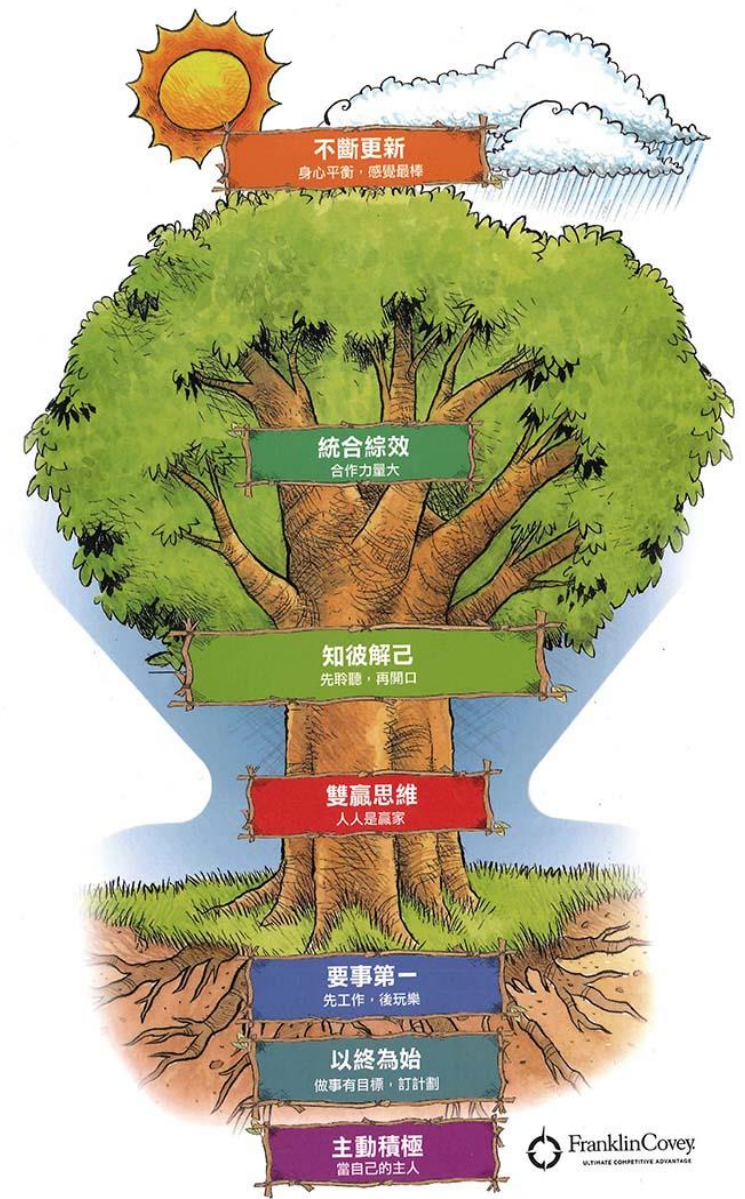 不斷更新
身心平衡,感覺最棒
統合綜效
合作力量大
知彼解己
先聆聽,再開口
雙贏思維
人人是贏家
要事第一
先工作,後玩樂
以終為始
做事有目標,訂計劃
主動積極
當自己的主人
FranklinCovey.
ULTIMATE COMPETITIVE ADVANTAGE